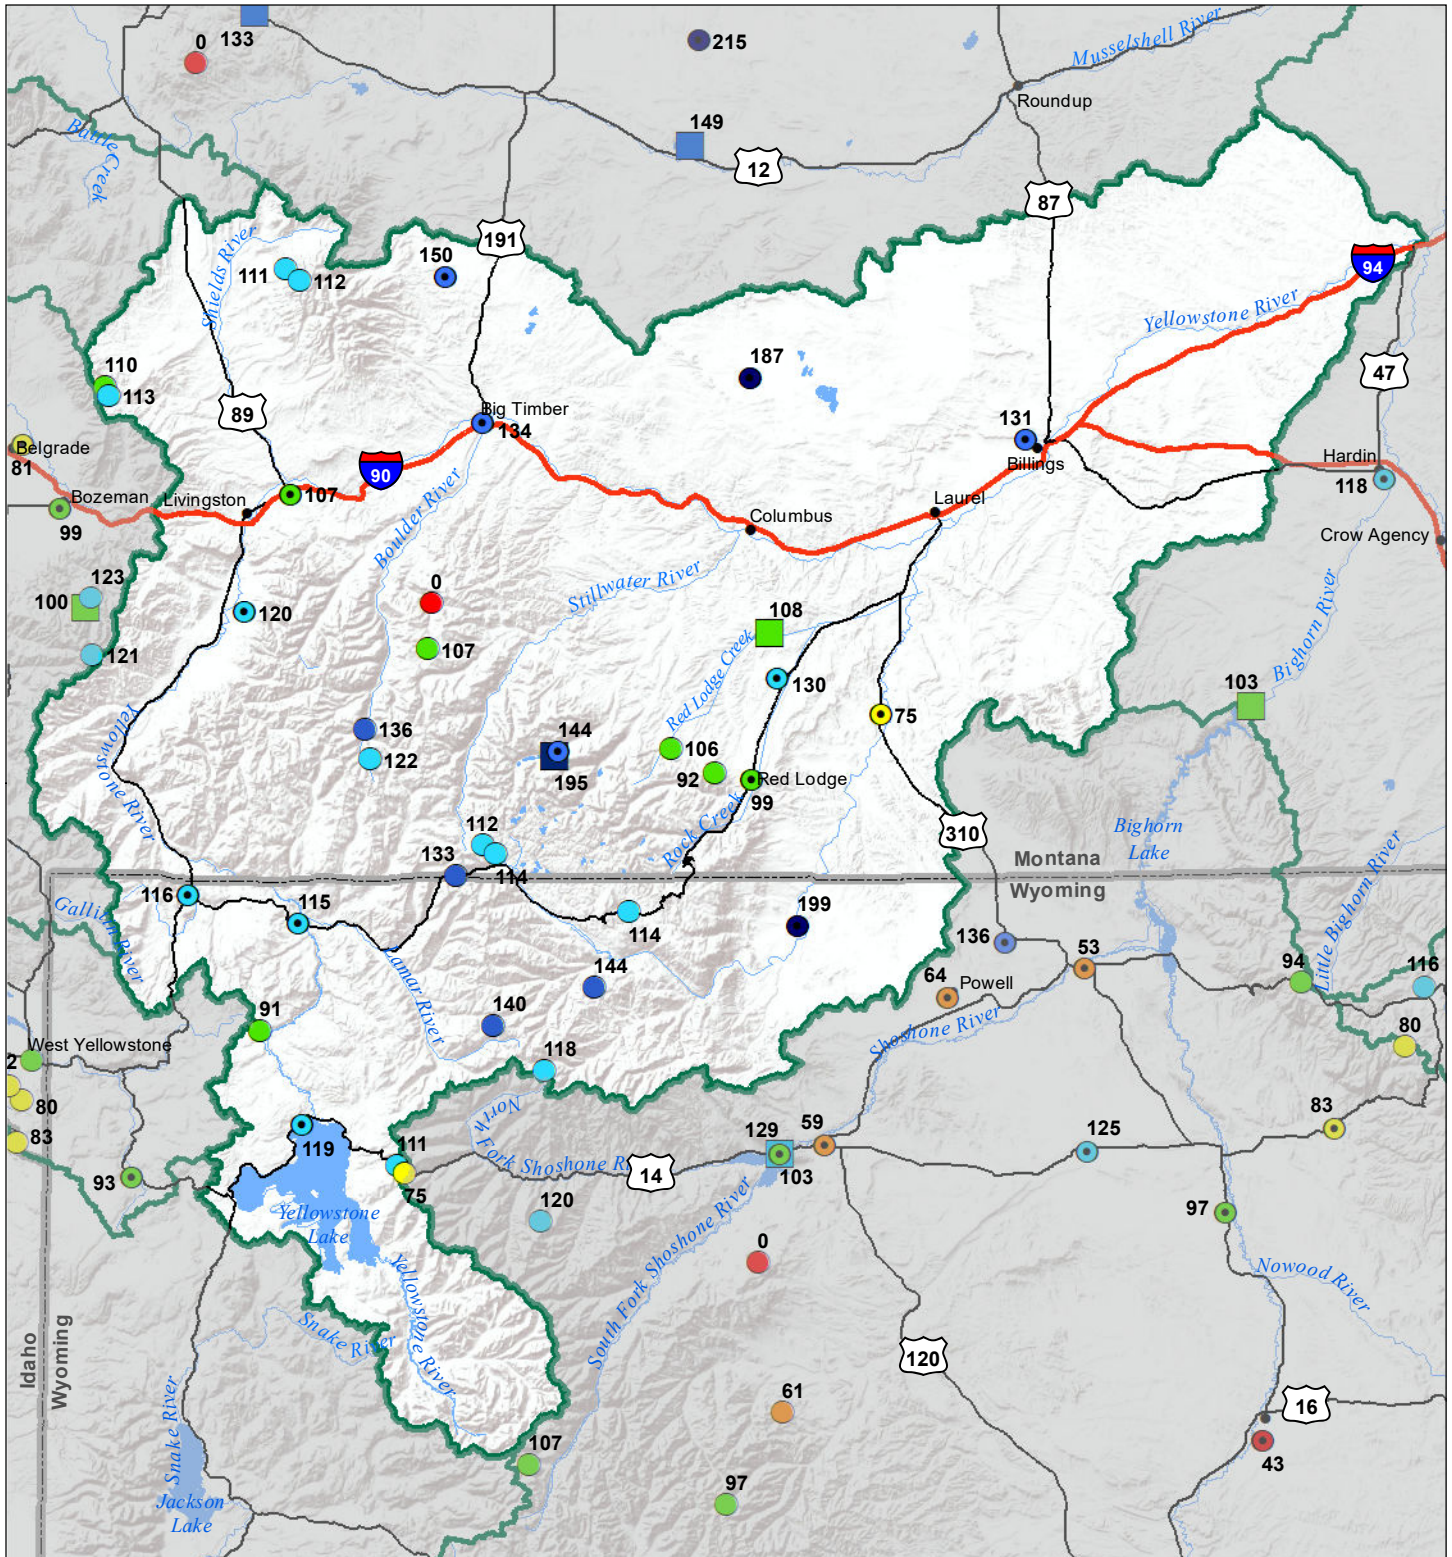 133
0
215
Musselshell River
Roundup
Battle Creek
149
12
87
191
Shields River
150
111
112
94
Yellowstone River
110
113
187
47
89
Big Timber
134
131
Billings
Belgrade
81
90
Hardin
118
Bozeman
Livingston
107
99
Laurel
Columbus
Crow Agency
Boulder River
Stillwater River
123
100
0
120
108
107
121
Red Lodge Creek
130
Bighorn River
103
75
Yellowstone River
136
122
144
195
106
92
Red Lodge
99
Rock Creek
310
Bighorn
Lake
112
133
114
Montana
Wyoming
116
115
Gallitin River
114
199
136
Little Bighorn River
53
94
116
144
64
Powell
Lamar River
140
91
Shoshone River
West Yellowstone
2
80
118
80
83
North Fork Shoshone R
83
119
111
75
14
129
103
59
125
93
120
97
Yellowstone
Lake
South Fork Shoshone River
0
Yellowstone River
Nowood River
Snake River
Idaho
Wyoming
120
61
16
Snake River
43
107
97
Jackson
Lake